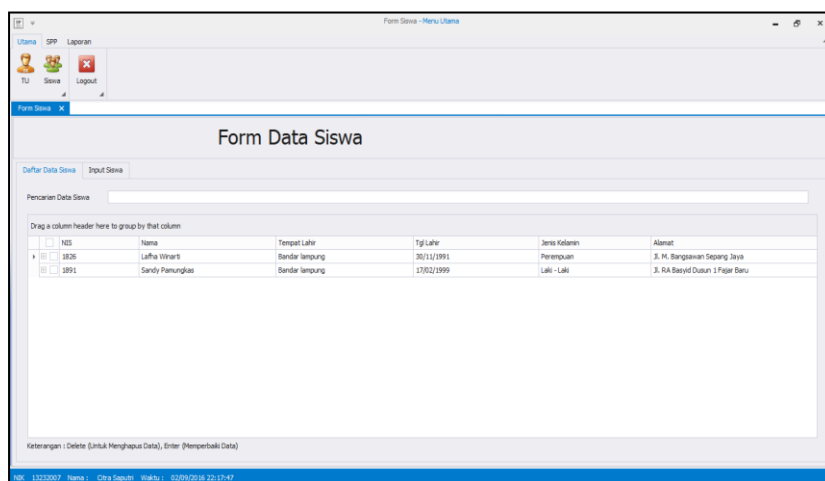 Form Siswa - Menu Utama
Utama SPP Laporan
TU Siswa Logout
Form Siswa X
Form Data Siswa
Daftar Data Siswa Input Siswa
Pencarian Data Siswa
Drag a column header here to group by that column
NIS Nama Tempat Lahir Tgl Lahir Jenis Kelamin Alamat
1826 Lafha Winarti Bandar lampung 30/11/1991 Perempuan Jl. M. Bangsawan Sepang Jaya
1891 Sandy Pamungkas Bandar lampung 17/02/1999 Laki - Laki Jl. RA Basyid Dusun 1 Fajar Baru
Keterangan : Delete (Untuk Menghapus Data), Enter (Memperbaiki Data)
NIK 13232007 Nama : Citra Saputri Waktu : 02/09/2016 22:17:47